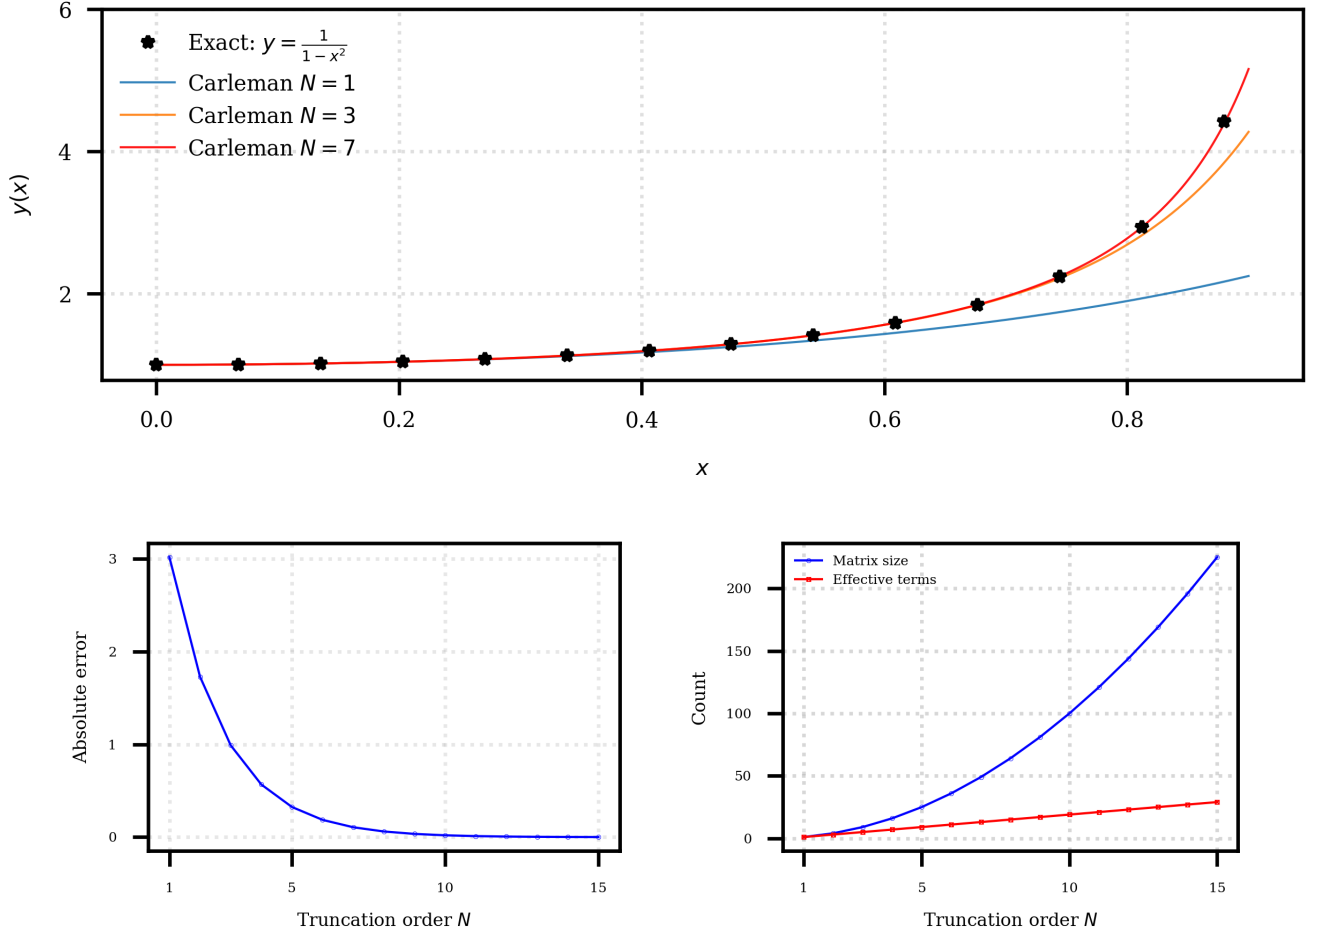 6
4
2
y(x)
Exact: y = 1/(1 − x²)
Carleman N = 1
Carleman N = 3
Carleman N = 7
0.0 0.2 0.4 0.6 0.8
x
3
2
1
0
Absolute error
1 5 10 15
Truncation order N
Matrix size
Effective terms
200
150
100
50
0
Count
1 5 10 15
Truncation order N